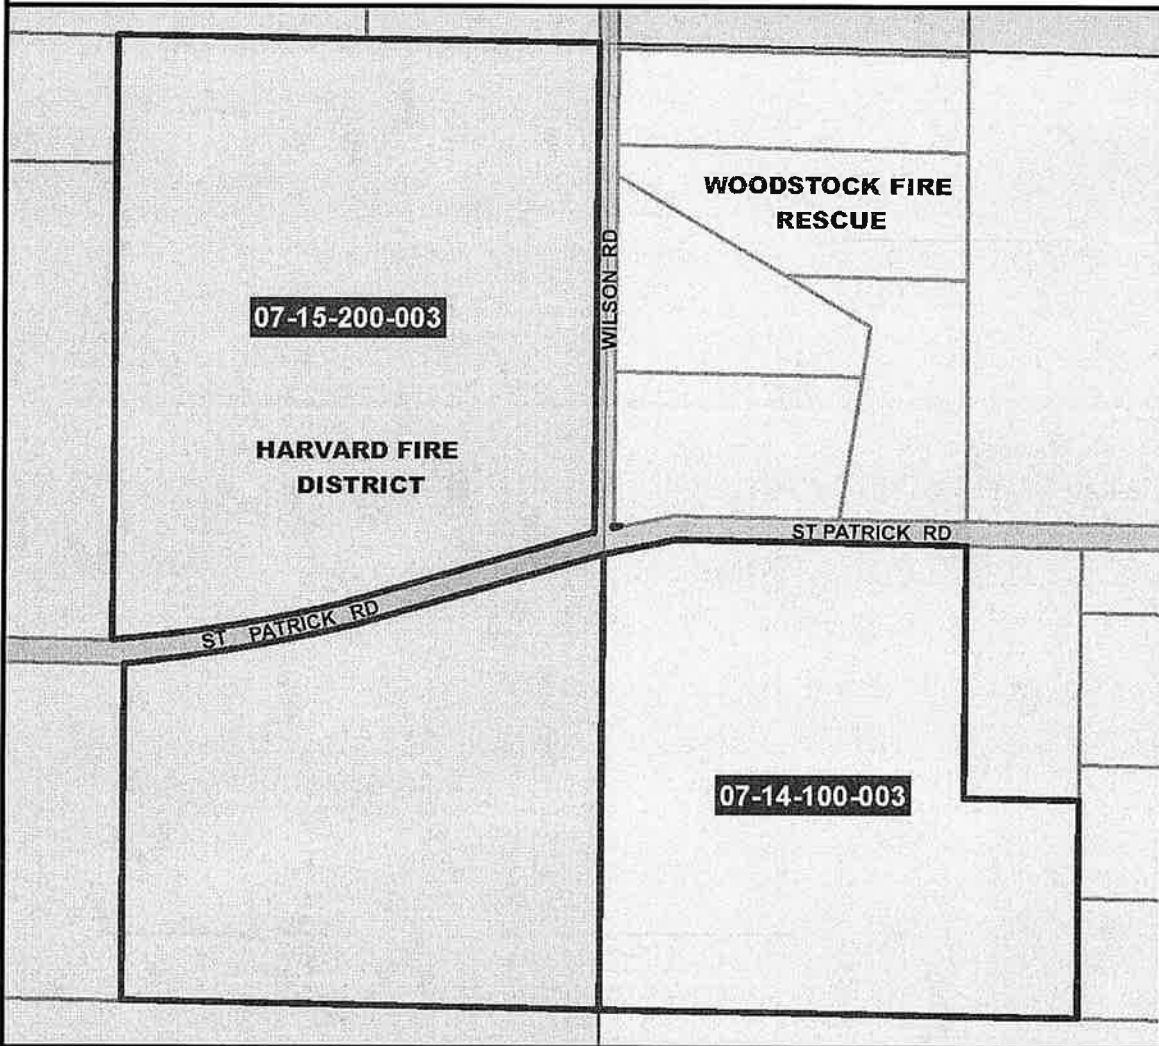 WOODSTOCK FIRE
RESCUE
WILSON RD
07-15-200-003
HARVARD FIRE
DISTRICT
ST PATRICK RD
ST PATRICK RD
07-14-100-003